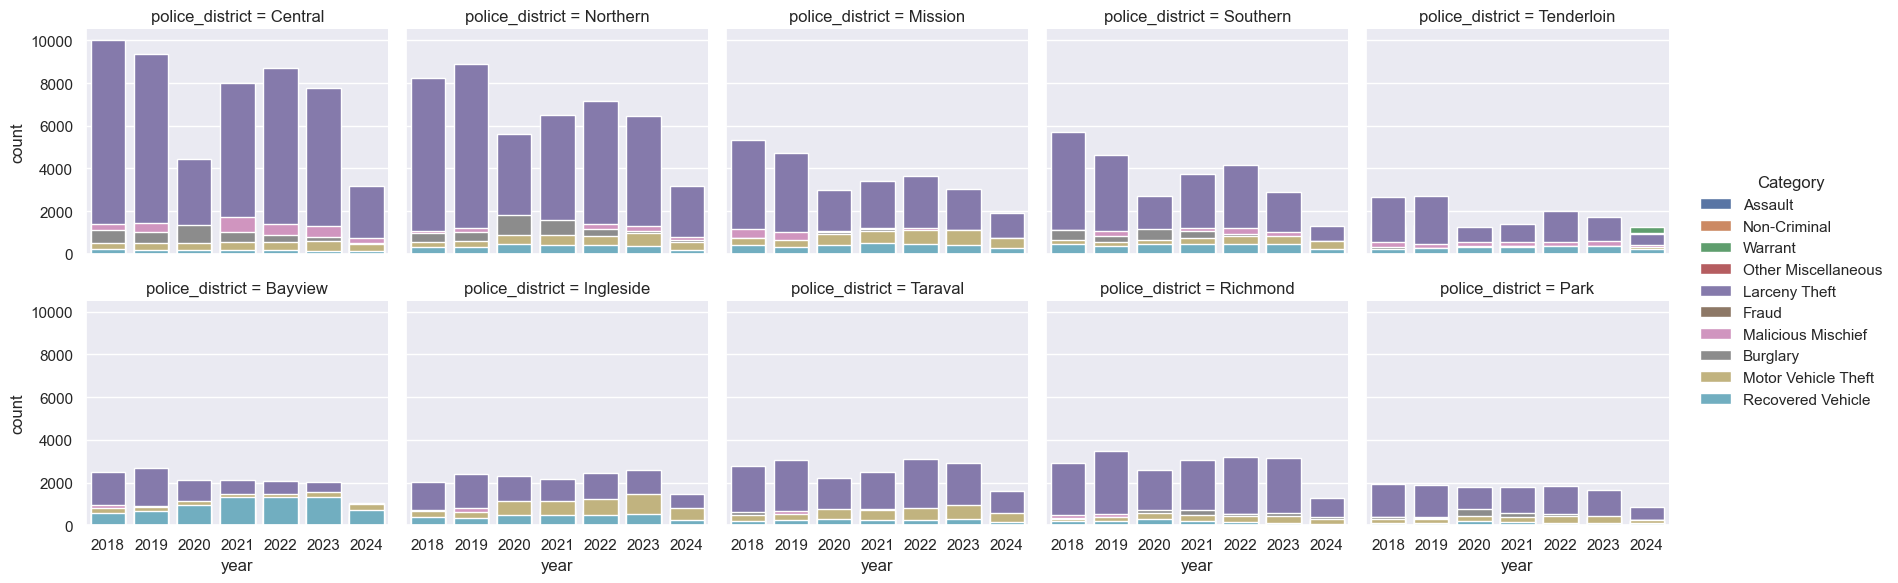 police_district = Central
police_district = Northern
police_district = Mission
police_district = Southern
police_district = Tenderloin
10000
8000
6000
4000
2000
0
count
police_district = Bayview
police_district = Ingleside
police_district = Taraval
police_district = Richmond
police_district = Park
10000
8000
6000
4000
2000
0
count
2018 2019 2020 2021 2022 2023 2024
2018 2019 2020 2021 2022 2023 2024
2018 2019 2020 2021 2022 2023 2024
2018 2019 2020 2021 2022 2023 2024
2018 2019 2020 2021 2022 2023 2024
year
year
year
year
year
Category
Assault
Non-Criminal
Warrant
Other Miscellaneous
Larceny Theft
Fraud
Malicious Mischief
Burglary
Motor Vehicle Theft
Recovered Vehicle